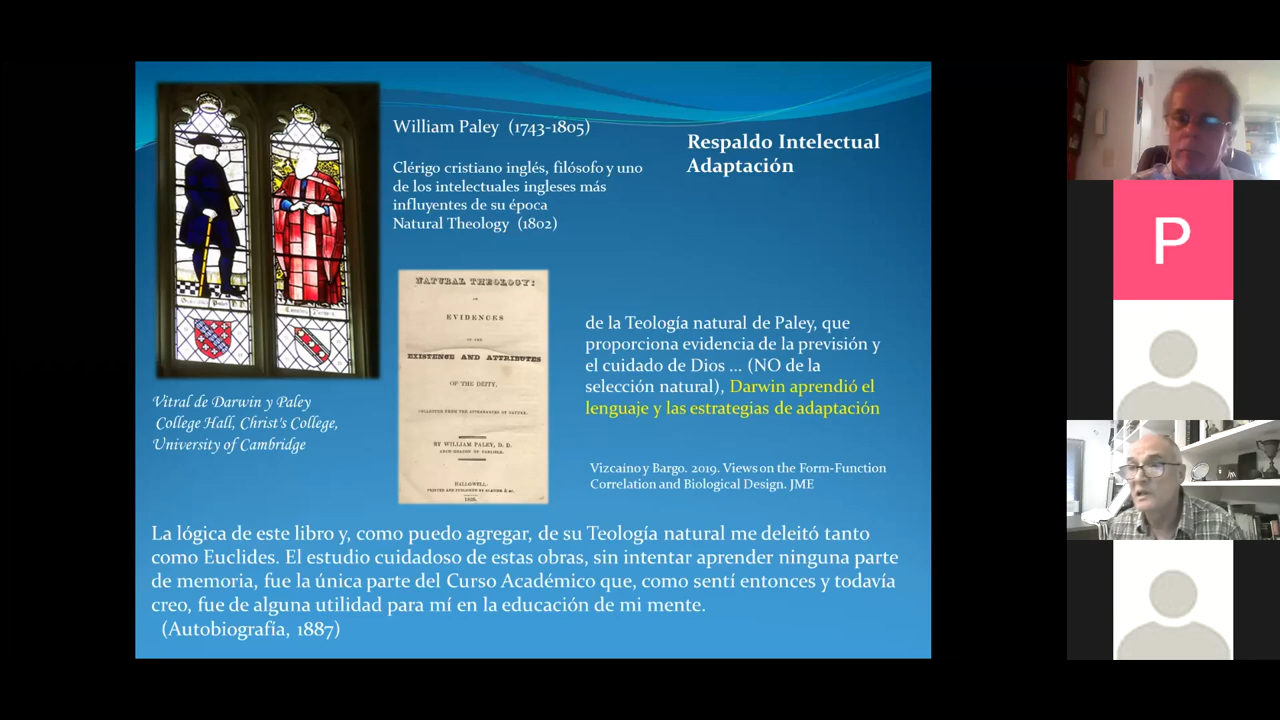 William Paley (1743-1805)
Clérigo cristiano inglés, filósofo y uno
de los intelectuales ingleses más
influyentes de su época
Natural Theology (1802)
Respaldo Intelectual
Adaptación
NATURAL THEOLOGY:
OR
EVIDENCES
OF THE
EXISTENCE AND ATTRIBUTES
OF THE DEITY,
COLLECTED FROM THE APPEARANCES OF NATURE.
BY WILLIAM PALEY, D. D.
ARCH-DEACON OF CARLISLE.
HALLOWELL:
PRINTED AND PUBLISHED BY
de la Teología natural de Paley, que
proporciona evidencia de la previsión y
el cuidado de Dios ... (NO de la
selección natural), Darwin aprendió el
lenguaje y las estrategias de adaptación
Vitral de Darwin y Paley
College Hall, Christ's College,
University of Cambridge
Vizcaíno y Bargo. 2019. Views on the Form-Function
Correlation and Biological Design. JME
La lógica de este libro y, como puedo agregar, de su Teología natural me deleitó tanto
como Euclides. El estudio cuidadoso de estas obras, sin intentar aprender ninguna parte
de memoria, fue la única parte del Curso Académico que, como sentí entonces y todavía
creo, fue de alguna utilidad para mí en la educación de mi mente.
(Autobiografía, 1887)
P